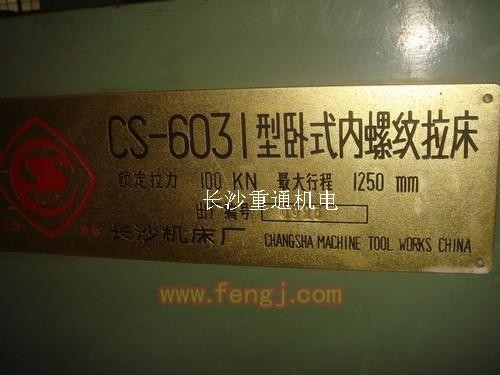 CS-6031型卧式内螺纹拉床
额定拉力 100 KN 最大行程 1250 mm
长沙重通机电
出厂编号
长沙机床厂 CHANGSHA MACHINE TOOL WORKS CHINA
www.fengj.com